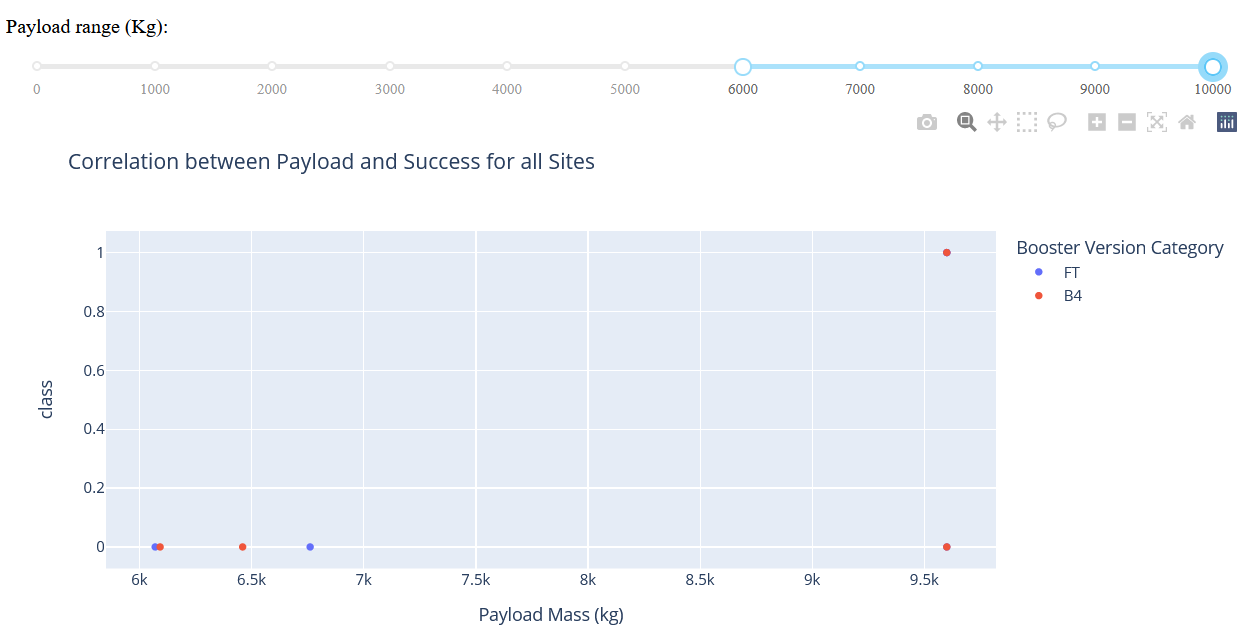 Payload range (Kg):
0 1000 2000 3000 4000 5000 6000 7000 8000 9000 10000
Correlation between Payload and Success for all Sites
Booster Version Category
FT
B4
1
0.8
0.6
0.4
0.2
0
class
6k 6.5k 7k 7.5k 8k 8.5k 9k 9.5k
Payload Mass (kg)